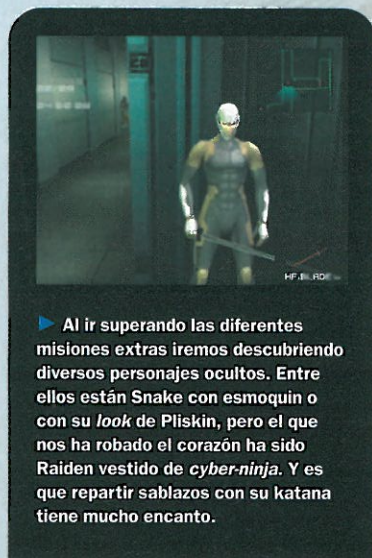 HF.BLADE
Al ir superando las diferentes
misiones extras iremos descubriendo
diversos personajes ocultos. Entre
ellos están Snake con esmoquin o
con su look de Pliskin, pero el que
nos ha robado el corazón ha sido
Raiden vestido de cyber-ninja. Y es
que repartir sablazos con su katana
tiene mucho encanto.